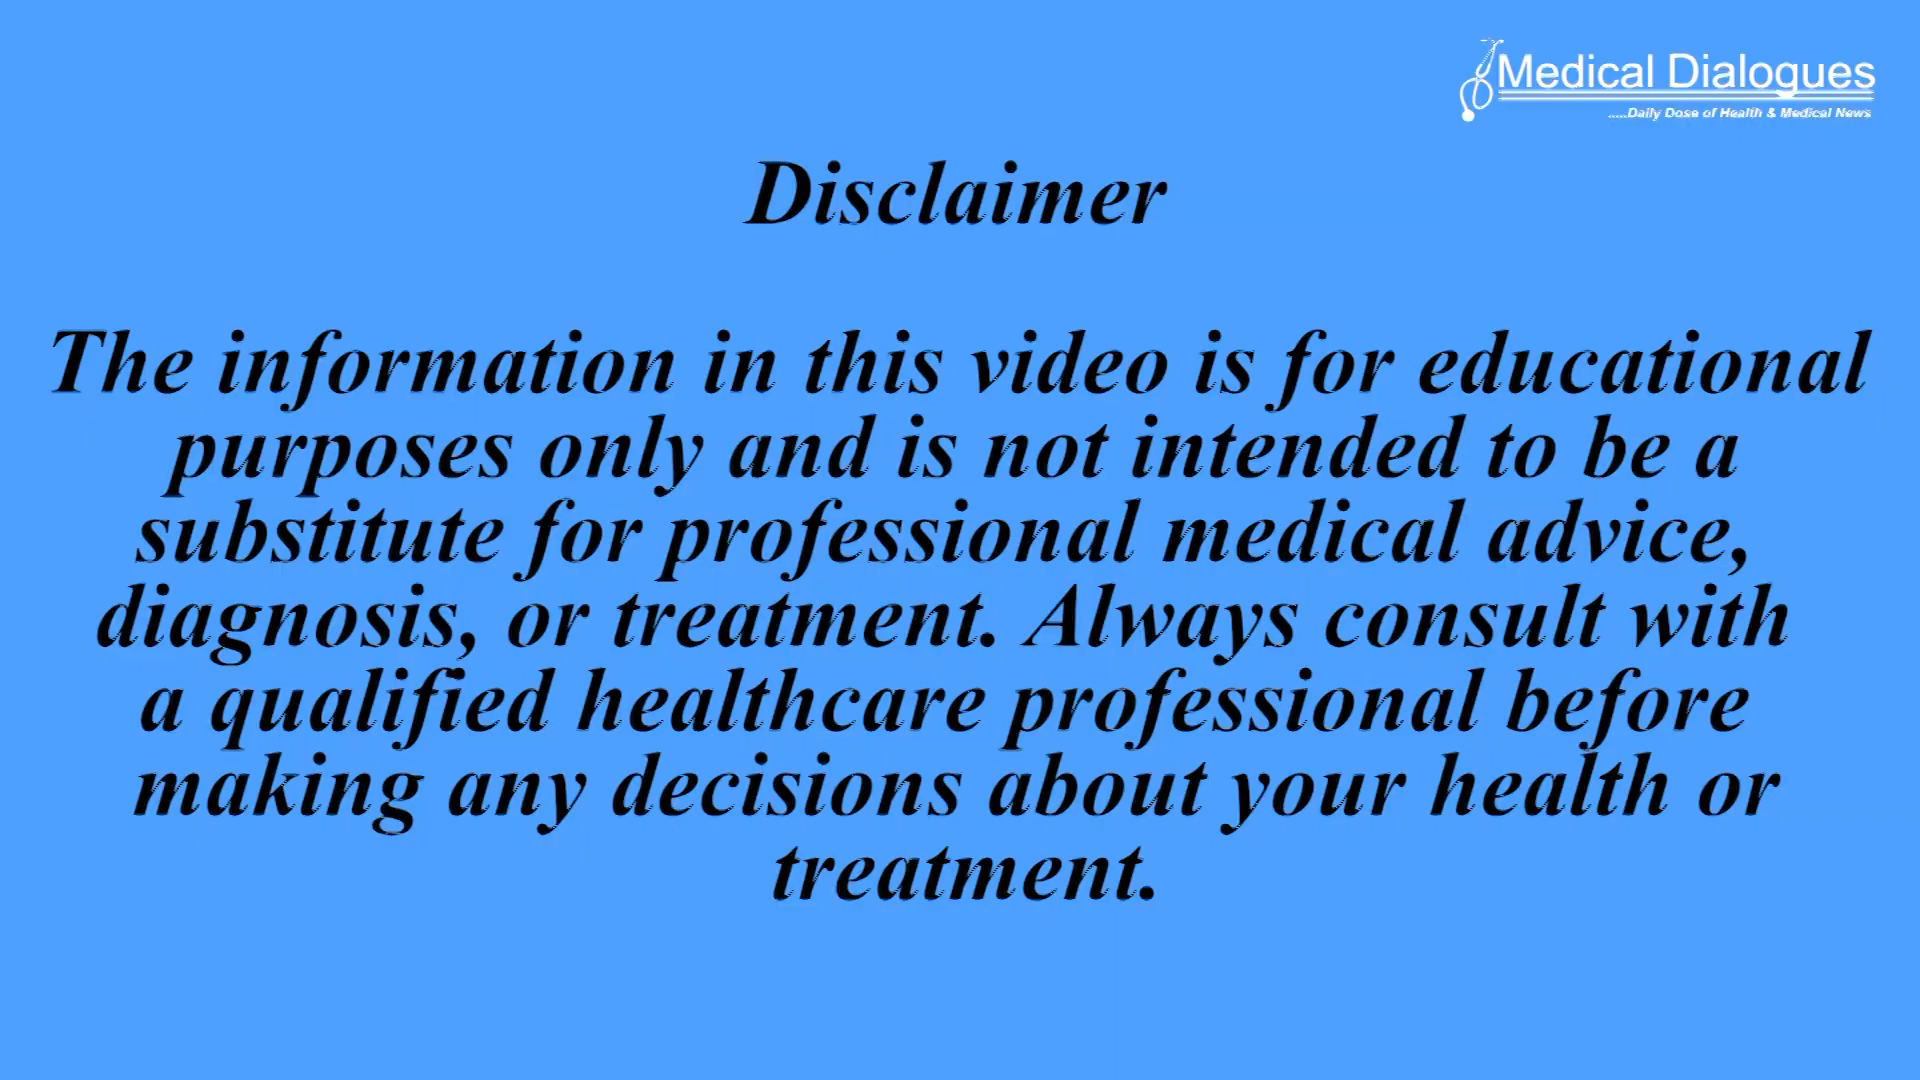 Medical Dialogues
.....Daily Dose of Health & Medical News
Disclaimer
The information in this video is for educational
purposes only and is not intended to be a
substitute for professional medical advice,
diagnosis, or treatment. Always consult with
a qualified healthcare professional before
making any decisions about your health or
treatment.